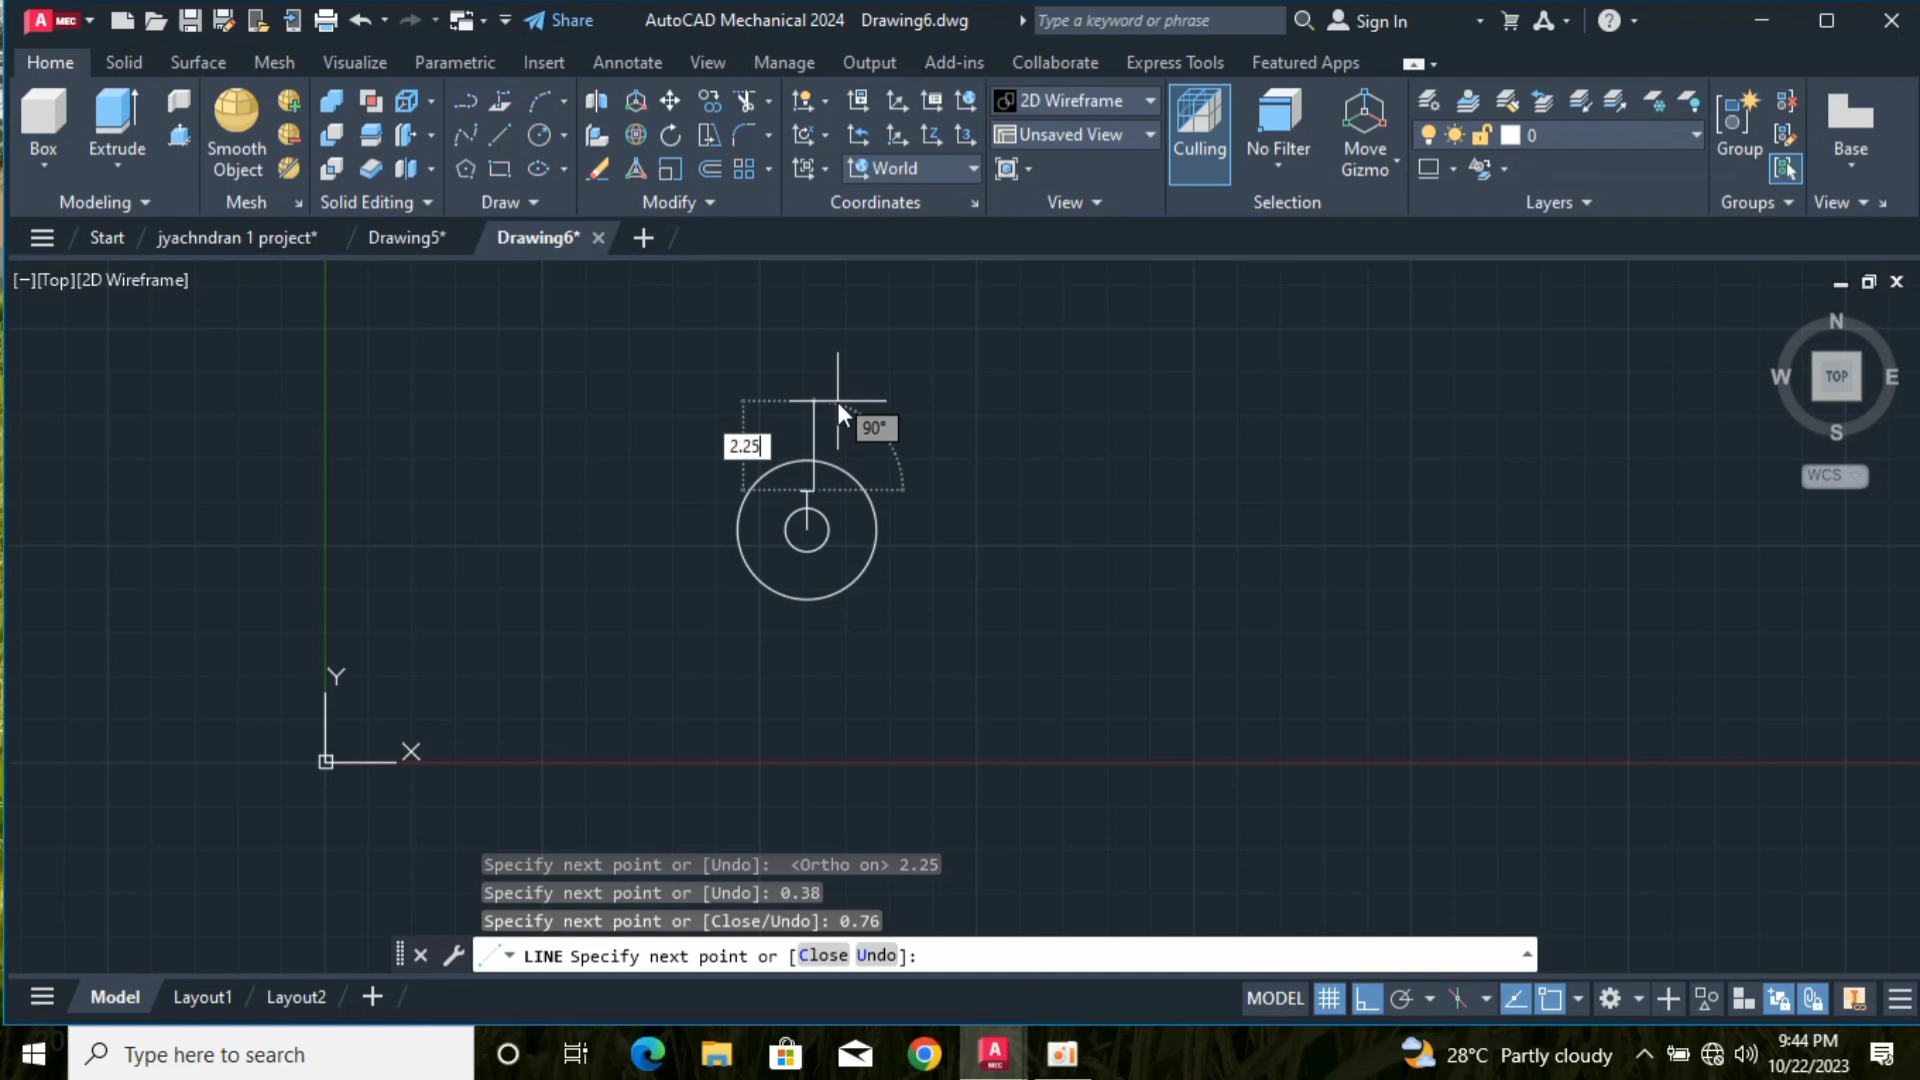 A MEC
Share
AutoCAD Mechanical 2024 Drawing6.dwg
Type a keyword or phrase
Sign In
Home Solid Surface Mesh Visualize Parametric Insert Annotate View Manage Output Add-ins Collaborate Express Tools Featured Apps
2D Wireframe
Unsaved View
World
0
Box
Extrude
Smooth
Object
Culling
No Filter
Move
Gizmo
Group
Base
Modeling Mesh Solid Editing Draw Modify Coordinates View Selection Layers Groups View
Start jyachndran 1 project* Drawing5* Drawing6*
[−][Top][2D Wireframe]
N
W TOP E
S
WCS
90°
2.25
Y
X
Specify next point or [Undo]: <Ortho on> 2.25
Specify next point or [Undo]: 0.38
Specify next point or [Close/Undo]: 0.76
LINE Specify next point or [Close Undo]:
Model Layout1 Layout2
MODEL
Type here to search
A MEC
28°C Partly cloudy
9:44 PM
10/22/2023